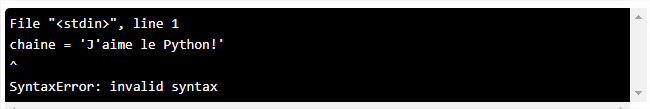 File "<stdin>", line 1
chaine = 'J'aime le Python!'
^
SyntaxError: invalid syntax